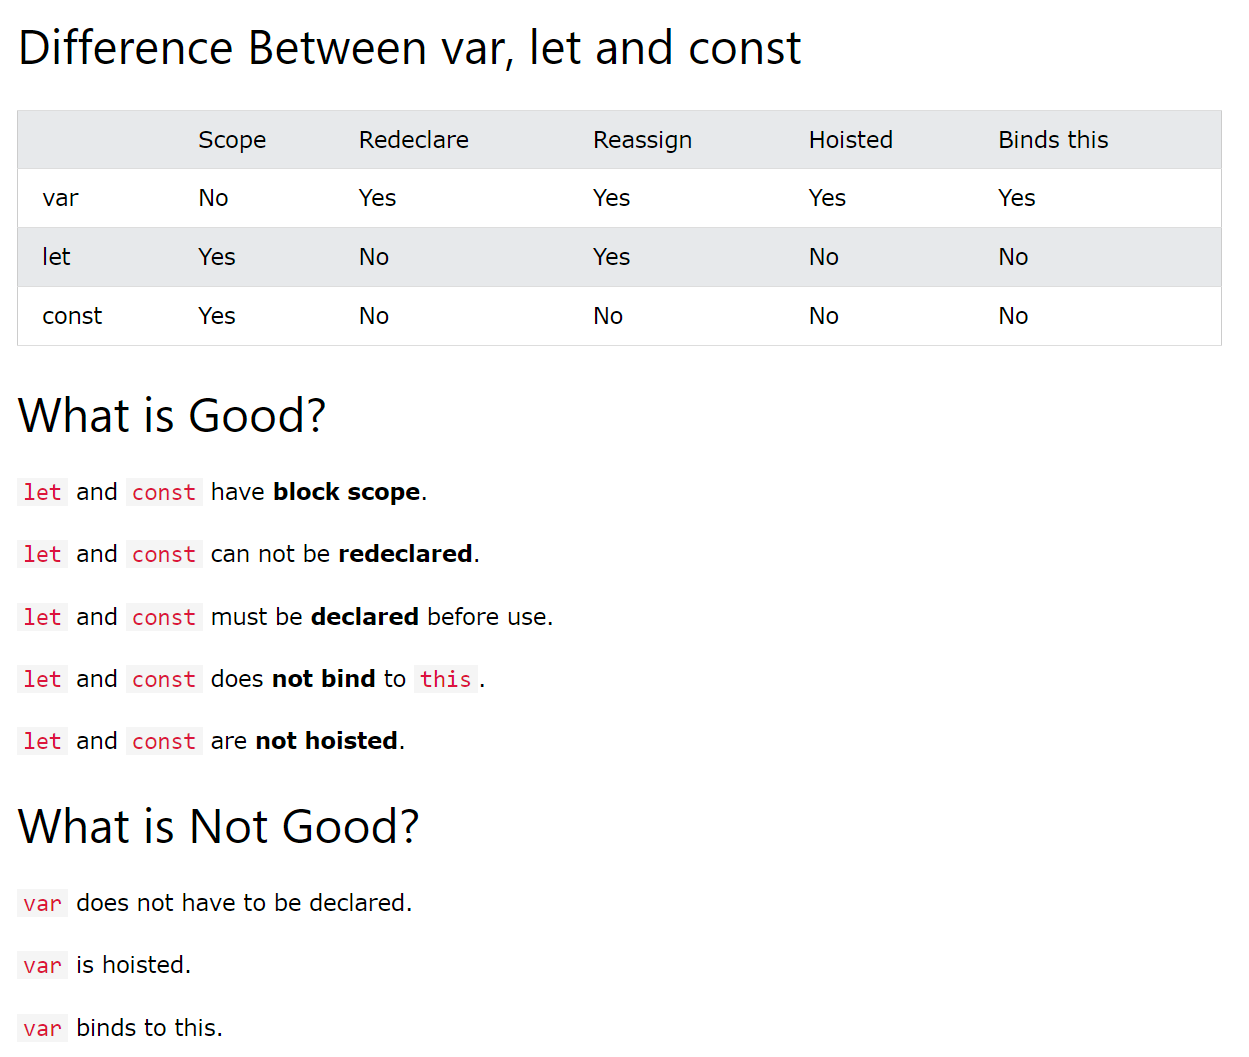 Difference Between var, let and const
Scope Redeclare Reassign Hoisted Binds this
var No Yes Yes Yes Yes
let Yes No Yes No No
const Yes No No No No
What is Good?
let and const have block scope.
let and const can not be redeclared.
let and const must be declared before use.
let and const does not bind to this.
let and const are not hoisted.
What is Not Good?
var does not have to be declared.
var is hoisted.
var binds to this.